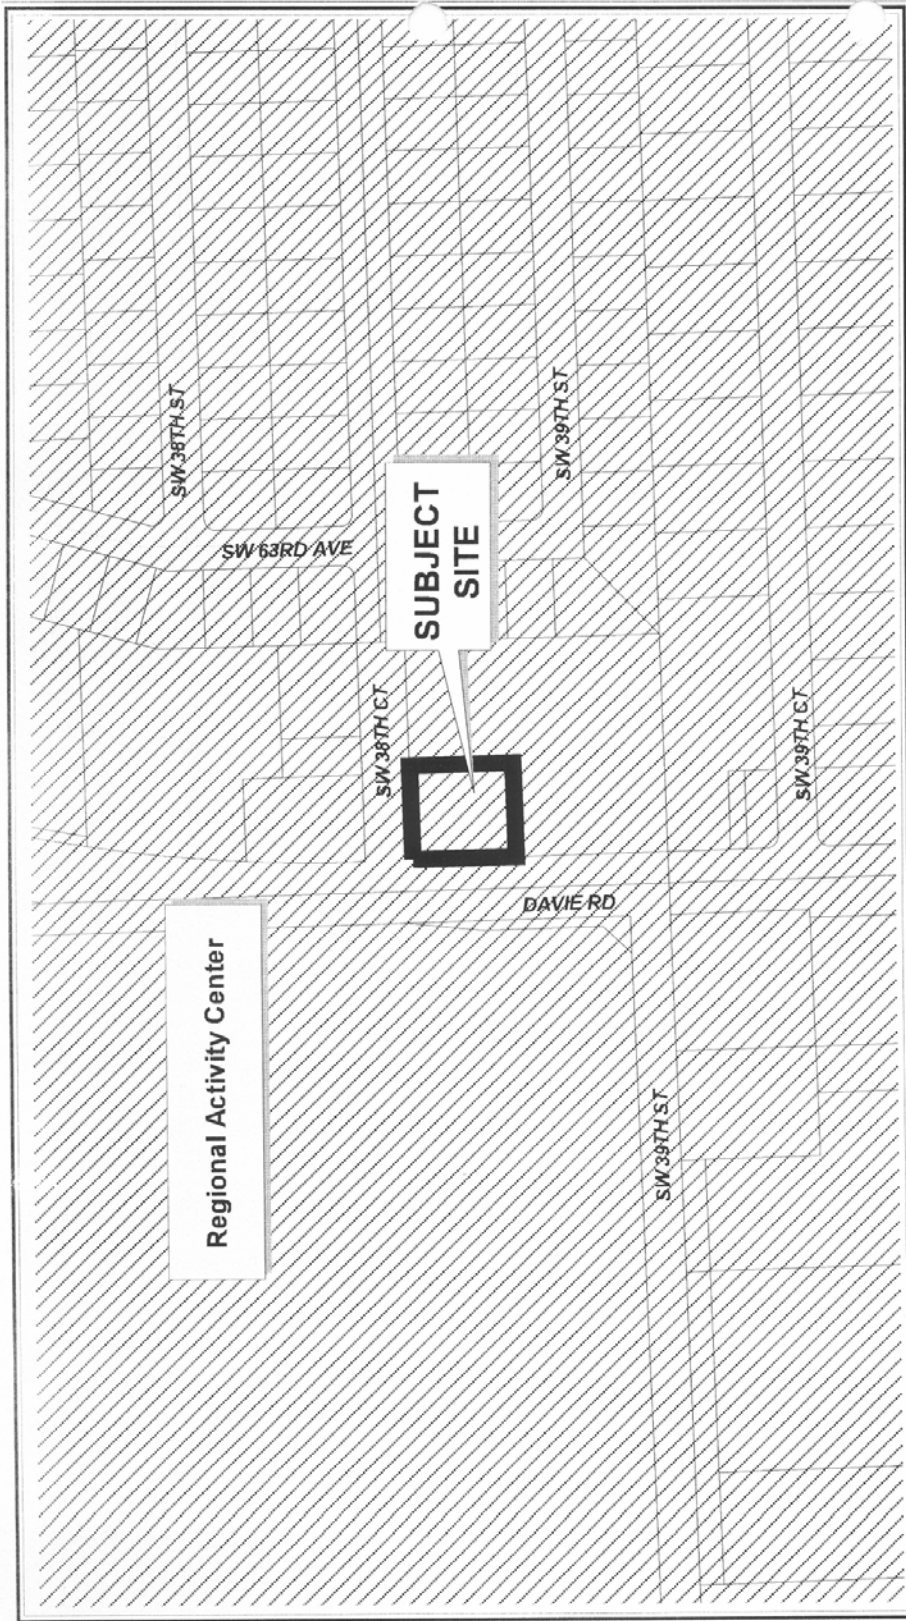 SW 38TH ST
SW 63RD AVE
SW 39TH ST
SUBJECT
SITE
SW 38TH CT
SW 39TH CT
DAVIE RD
Regional Activity Center
SW 39TH ST